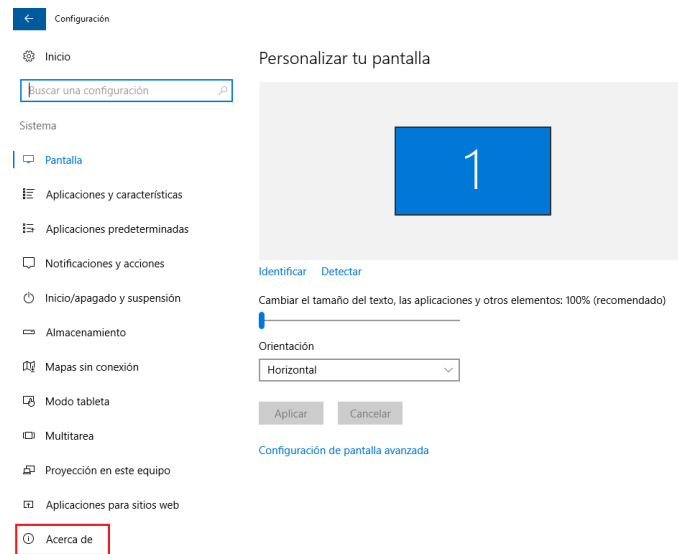 Configuración
Inicio
Buscar una configuración
Sistema
Pantalla
Aplicaciones y características
Aplicaciones predeterminadas
Notificaciones y acciones
Inicio/apagado y suspensión
Almacenamiento
Mapas sin conexión
Modo tableta
Multitarea
Proyección en este equipo
Aplicaciones para sitios web
Acerca de
Personalizar tu pantalla
1
Identificar Detectar
Cambiar el tamaño del texto, las aplicaciones y otros elementos: 100% (recomendado)
Orientación
Horizontal
Aplicar Cancelar
Configuración de pantalla avanzada